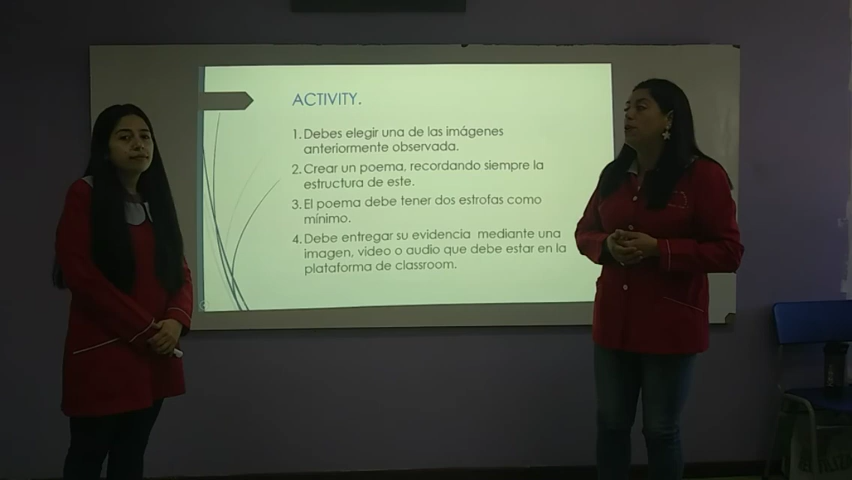 ACTIVITY.
1. Debes elegir una de las imágenes
anteriormente observada.
2. Crear un poema, recordando siempre la
estructura de este.
3. El poema debe tener dos estrofas como
mínimo.
4. Debe entregar su evidencia mediante una
imagen, video o audio que debe estar en la
plataforma de classroom.